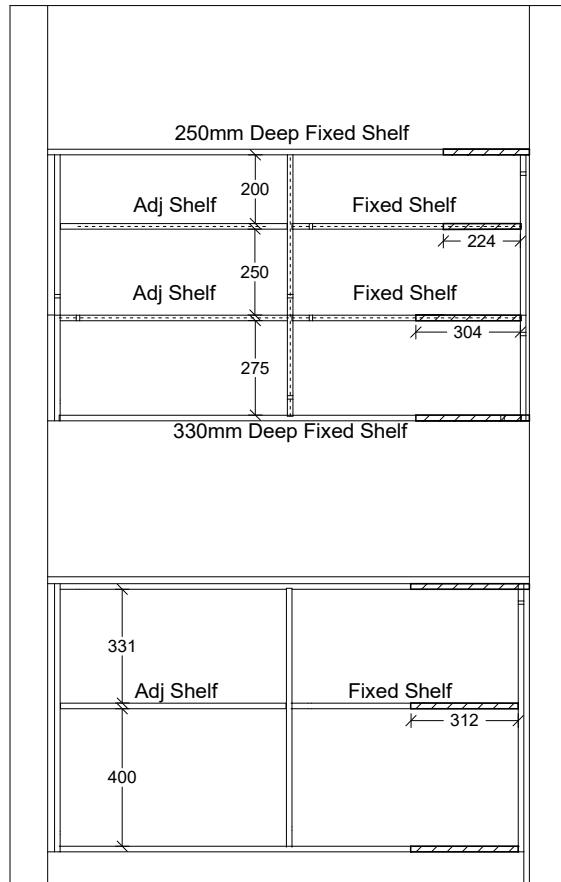 250mm Deep Fixed Shelf
200
Adj Shelf
Fixed Shelf
224
250
Adj Shelf
Fixed Shelf
304
275
330mm Deep Fixed Shelf
331
Adj Shelf
Fixed Shelf
312
400